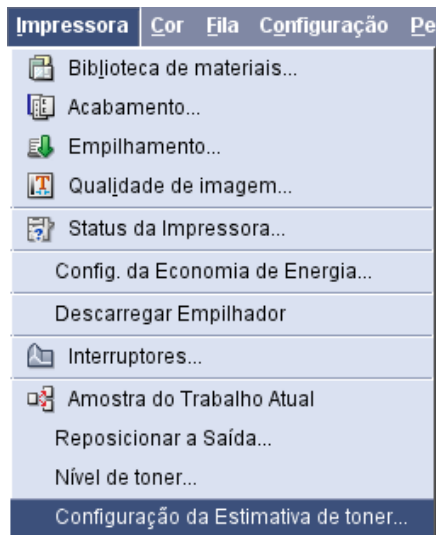 Impressora Cor Fila Configuração Pe
Biblioteca de materiais...
Acabamento...
Empilhamento...
Qualidade de imagem...
Status da Impressora...
Config. da Economia de Energia...
Descarregar Empilhador
Interruptores...
Amostra do Trabalho Atual
Reposicionar a Saída...
Nível de toner...
Configuração da Estimativa de toner...